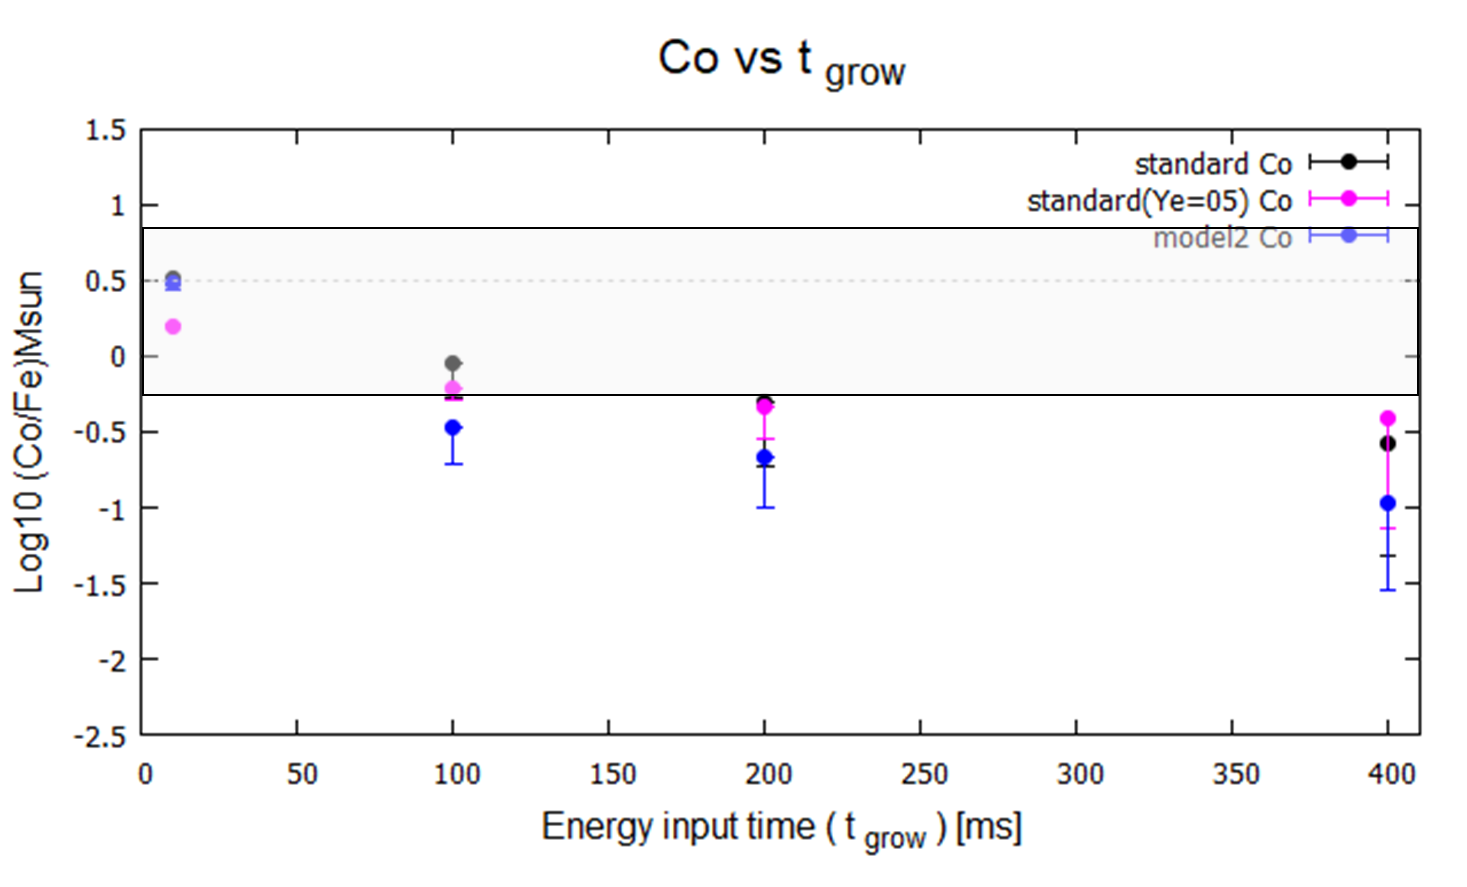 Co vs t grow
1.5
1
0.5
0
-0.5
-1
-1.5
-2
-2.5
standard Co
standard(Ye=05) Co
model2 Co
Log10 (Co/Fe)Msun
0 50 100 150 200 250 300 350 400
Energy input time ( t grow ) [ms]